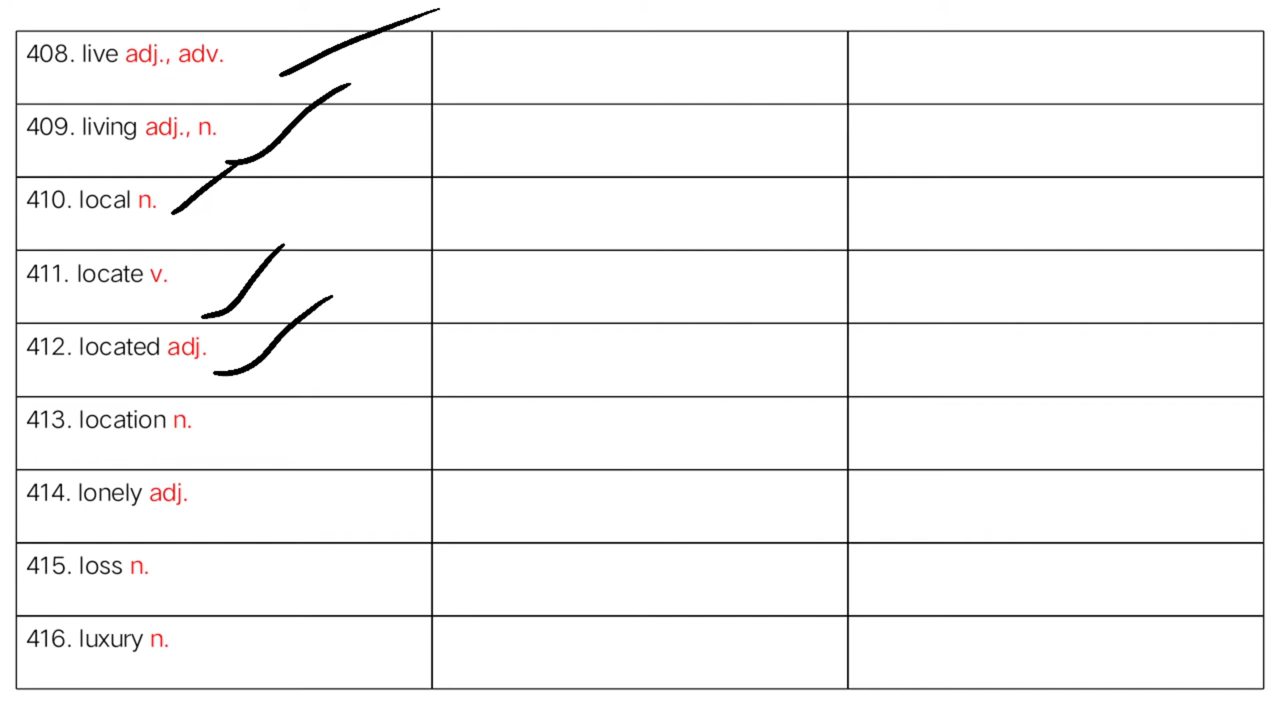 408. live adj., adv.
409. living adj., n.
410. local n.
411. locate v.
412. located adj.
413. location n.
414. lonely adj.
415. loss n.
416. luxury n.